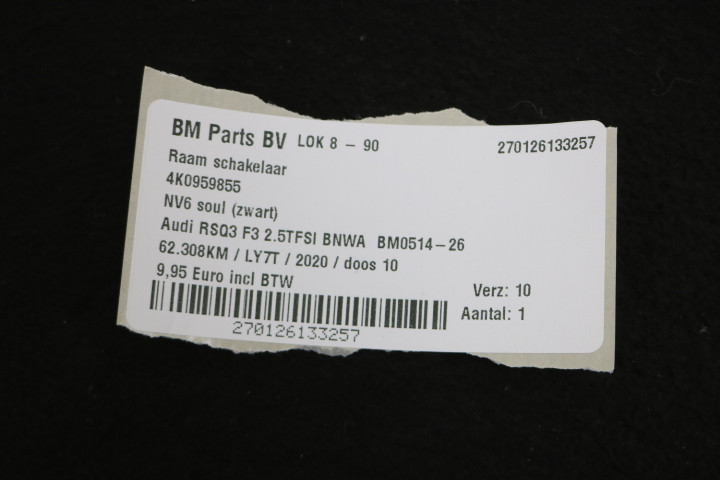 BM Parts BV LOK 8 - 90 270126133257
Raam schakelaar
4K0959855
NV6 soul (zwart)
Audi RSQ3 F3 2.5TFSI BNWA BM0514-26
62.308KM / LY7T / 2020 / doos 10
9,95 Euro incl BTW Verz: 10
Aantal: 1
270126133257